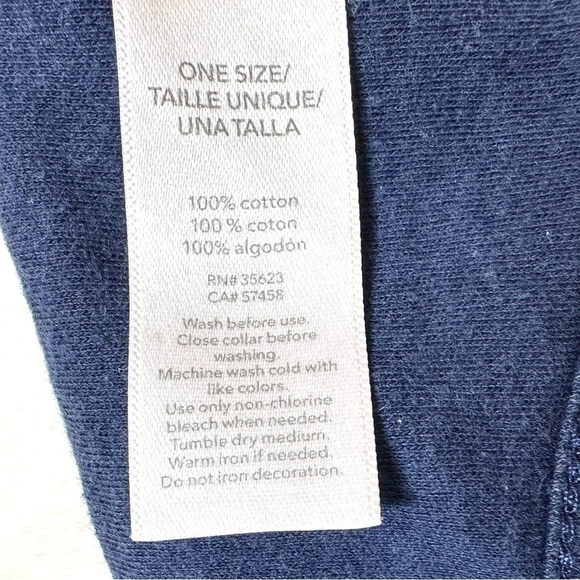 ONE SIZE/
TAILLE UNIQUE/
UNA TALLA
100% cotton
100 % coton
100% algodón
RN# 35623
CA# 57458
Wash before use.
Close collar before
washing.
Machine wash cold with
like colors.
Use only non-chlorine
bleach when needed.
Tumble dry medium.
Warm iron if needed.
Do not iron decoration.